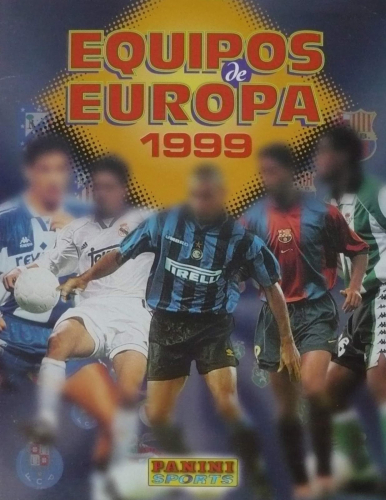 EQUIPOS
de
EUROPA
1999
PIRELLI
PANINI
SPORTS